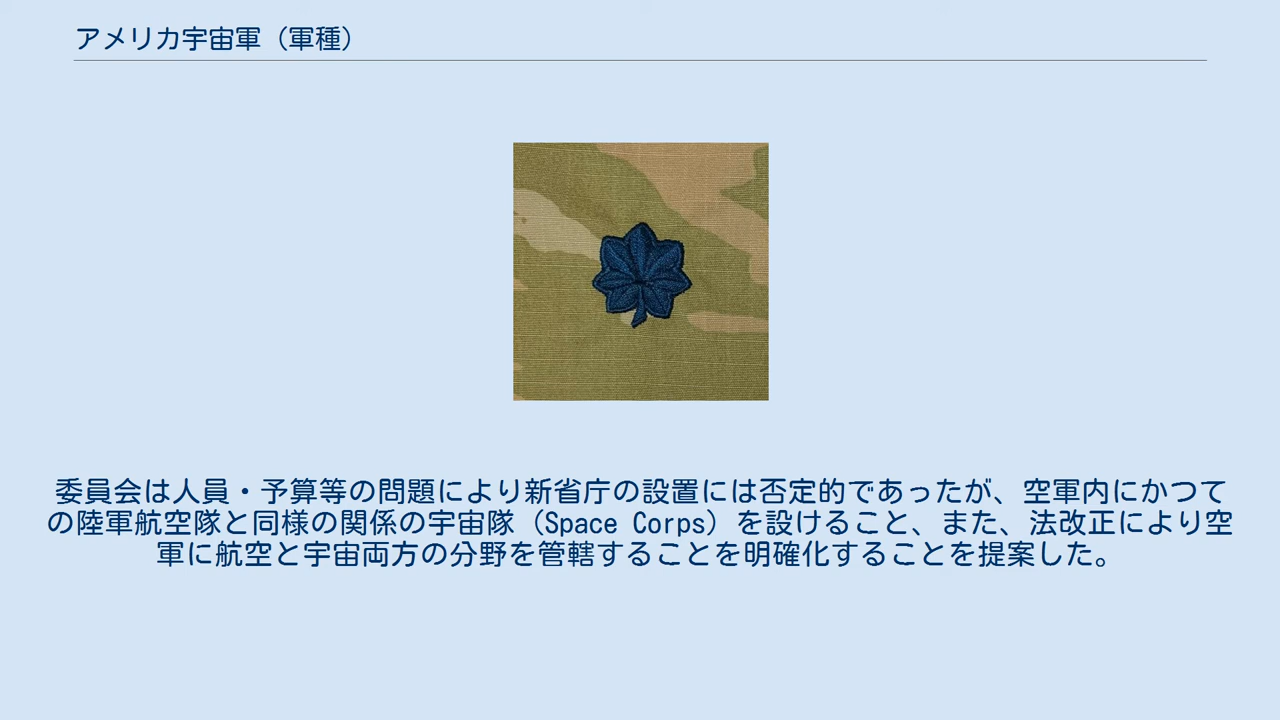 アメリカ宇宙軍（軍種）
委員会は人員・予算等の問題により新省庁の設置には否定的であったが、空軍内にかつて
の陸軍航空隊と同様の関係の宇宙隊（Space Corps）を設けること、また、法改正により空
軍に航空と宇宙両方の分野を管轄することを明確化することを提案した。